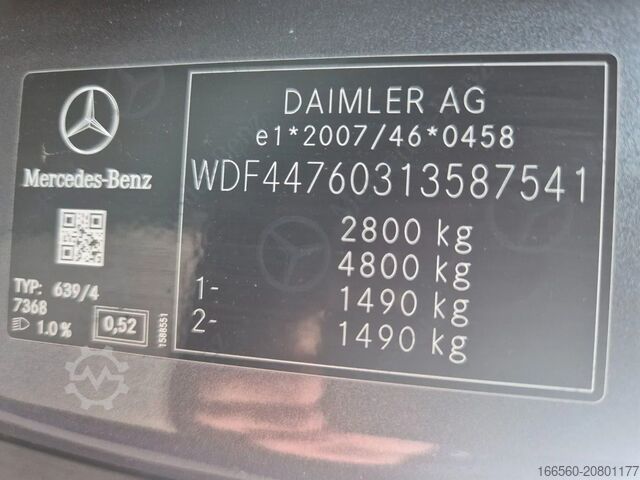 DAIMLER AG
e1*2007/46*0458
WDF44760313587541
2800 kg
4800 kg
1- 1490 kg
2- 1490 kg
Mercedes-Benz
TYP: 639/4
7368
1.0 %
0,52
1588551
166560-20801177